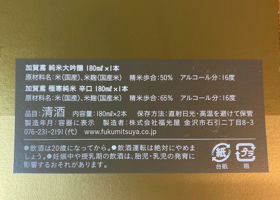 加賀鳶 純米大吟醸 180㎖×1本
原材料名:米(国産)、米麹(国産米) 精米歩合:50% アルコール分:16度
加賀鳶 極寒純米 辛口 180㎖×1本
原材料名:米(国産)、米麹(国産米) 精米歩合:65% アルコール分:16度
品目:清酒 内容量:180㎖×2本 保存方法:直射日光・高温を避けて保管
製造年月:容器に表示 製造者:株式会社福光屋 金沢市石引二丁目8-3
076-231-2191(代) www.fukumitsuya.co.jp
●飲酒は20歳になってから。●飲酒運転は絶対にやめま
しょう。●妊娠中や授乳期の飲酒は、胎児・乳児の発育に
影響するおそれがあります。
紙 台紙
プラ 瓶